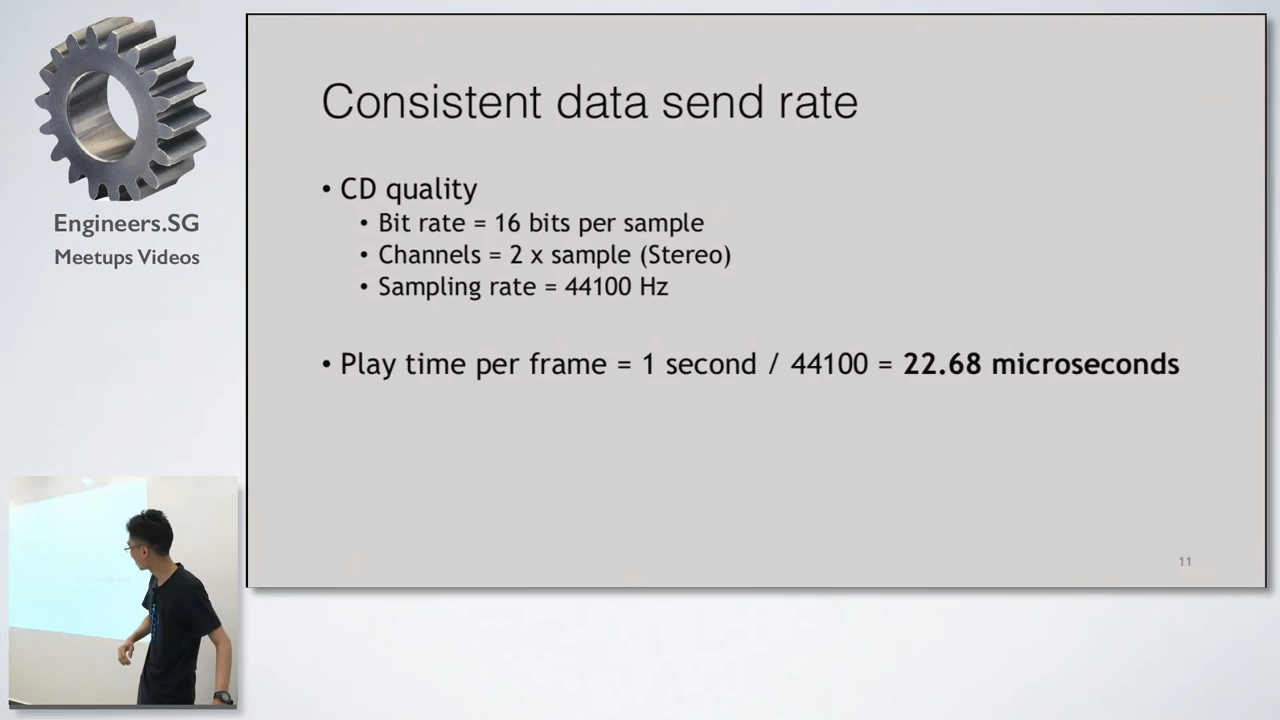 Engineers.SG
Meetups Videos
Consistent data send rate
• CD quality
• Bit rate = 16 bits per sample
• Channels = 2 x sample (Stereo)
• Sampling rate = 44100 Hz
• Play time per frame = 1 second / 44100 = 22.68 microseconds
11